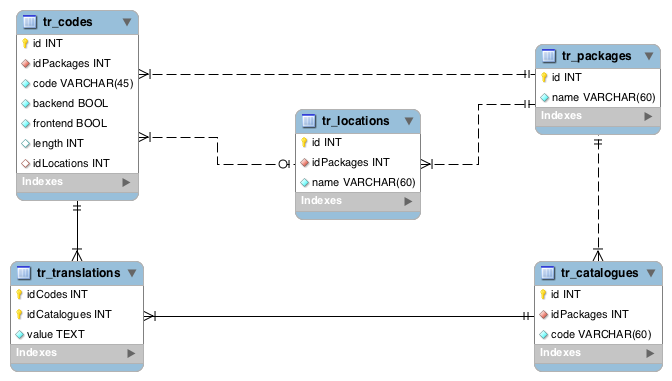 tr_codes
id INT
idPackages INT
code VARCHAR(45)
backend BOOL
frontend BOOL
length INT
idLocations INT
Indexes
tr_packages
id INT
name VARCHAR(60)
Indexes
tr_locations
id INT
idPackages INT
name VARCHAR(60)
Indexes
tr_translations
idCodes INT
idCatalogues INT
value TEXT
Indexes
tr_catalogues
id INT
idPackages INT
code VARCHAR(60)
Indexes